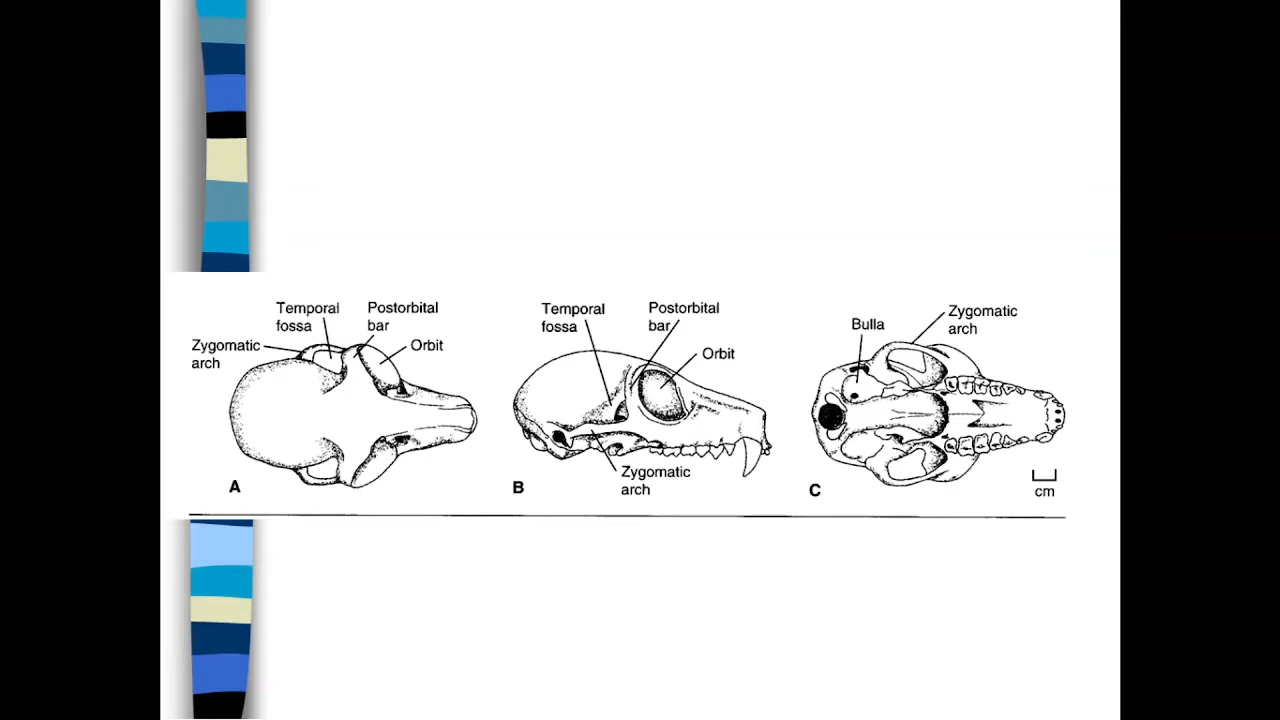 Temporal
fossa
Postorbital
bar
Zygomatic
arch
Orbit
A
Temporal
fossa
Postorbital
bar
Orbit
Zygomatic
arch
B
Bulla
Zygomatic
arch
C
cm